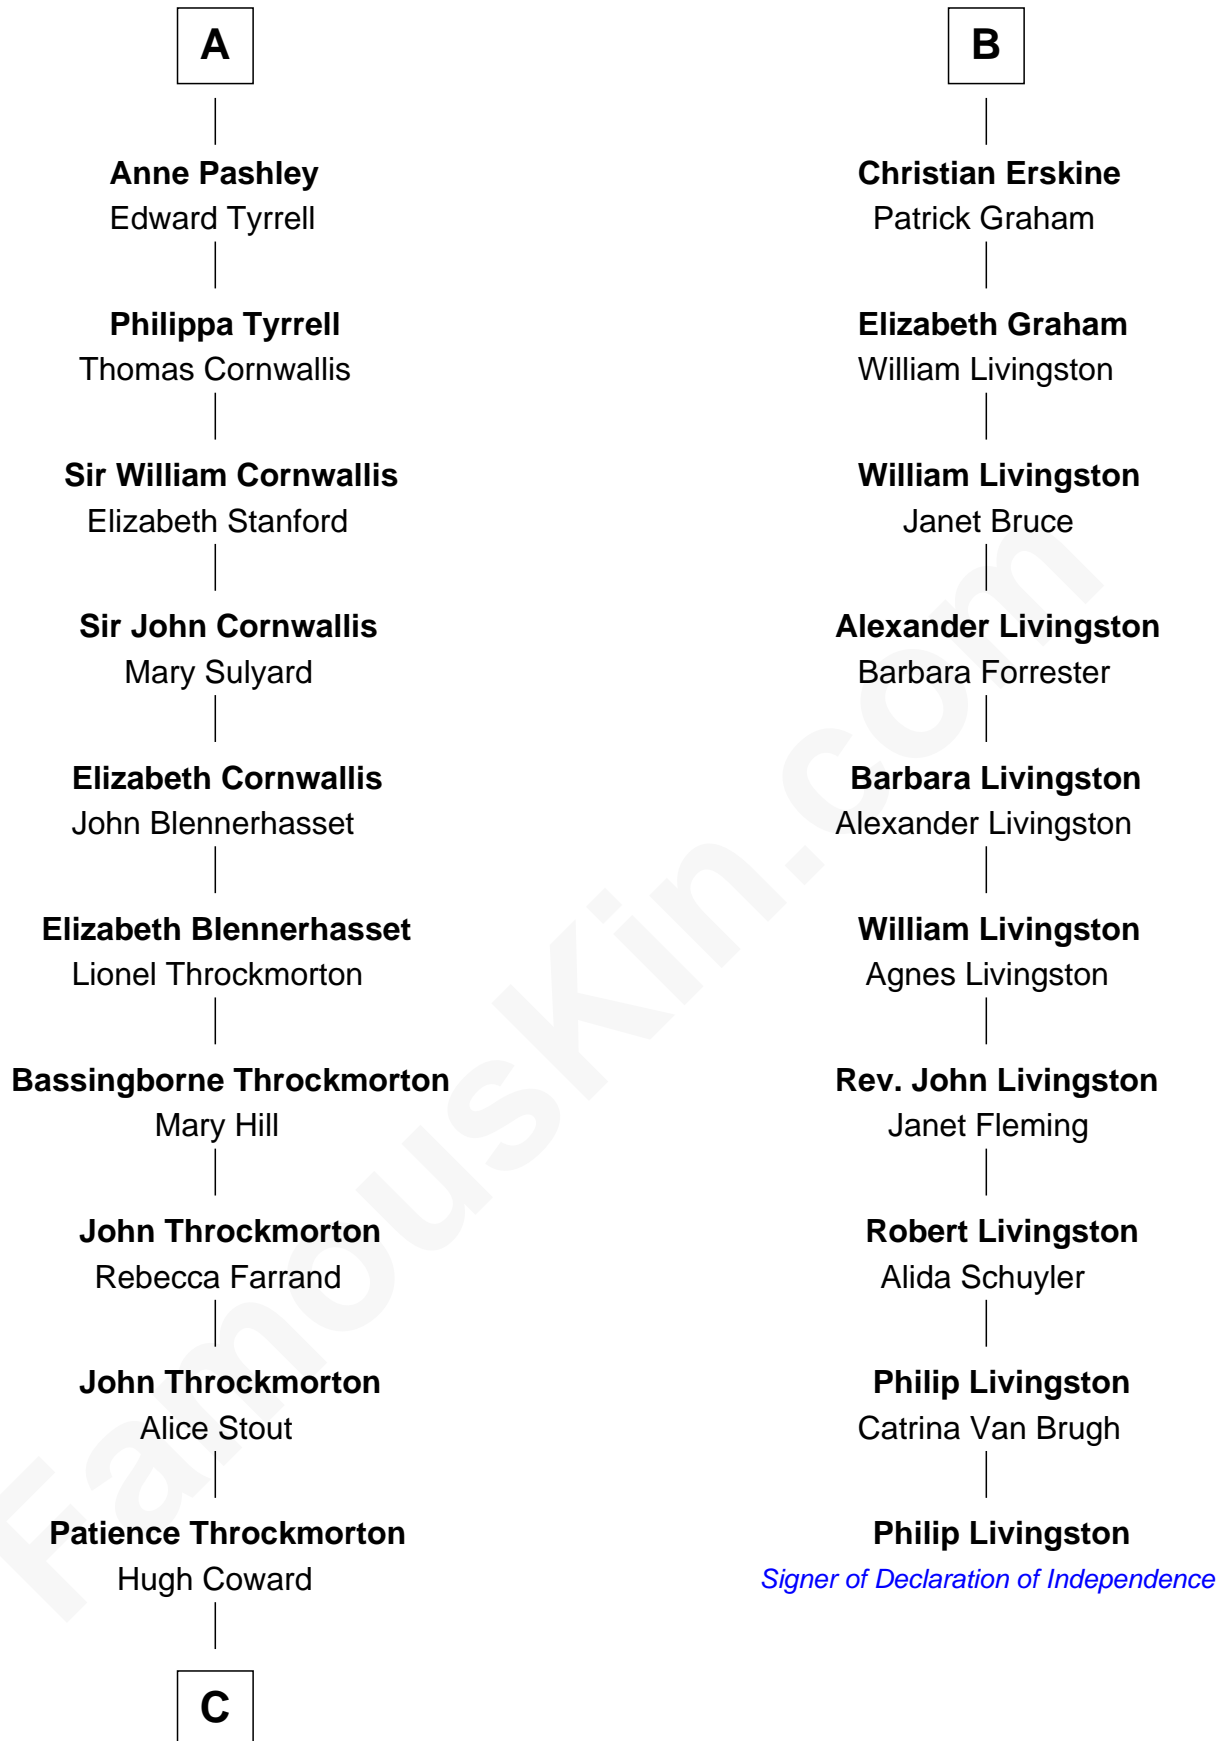 A
Anne Pashley
Edward Tyrrell
Philippa Tyrrell
Thomas Cornwallis
Sir William Cornwallis
Elizabeth Stanford
Sir John Cornwallis
Mary Sulyard
Elizabeth Cornwallis
John Blennerhasset
Elizabeth Blennerhasset
Lionel Throckmorton
Bassingborne Throckmorton
Mary Hill
John Throckmorton
Rebecca Farrand
John Throckmorton
Alice Stout
Patience Throckmorton
Hugh Coward
C
B
Christian Erskine
Patrick Graham
Elizabeth Graham
William Livingston
William Livingston
Janet Bruce
Alexander Livingston
Barbara Forrester
Barbara Livingston
Alexander Livingston
William Livingston
Agnes Livingston
Rev. John Livingston
Janet Fleming
Robert Livingston
Alida Schuyler
Philip Livingston
Catrina Van Brugh
Philip Livingston
Signer of Declaration of Independence
FamousKin.com